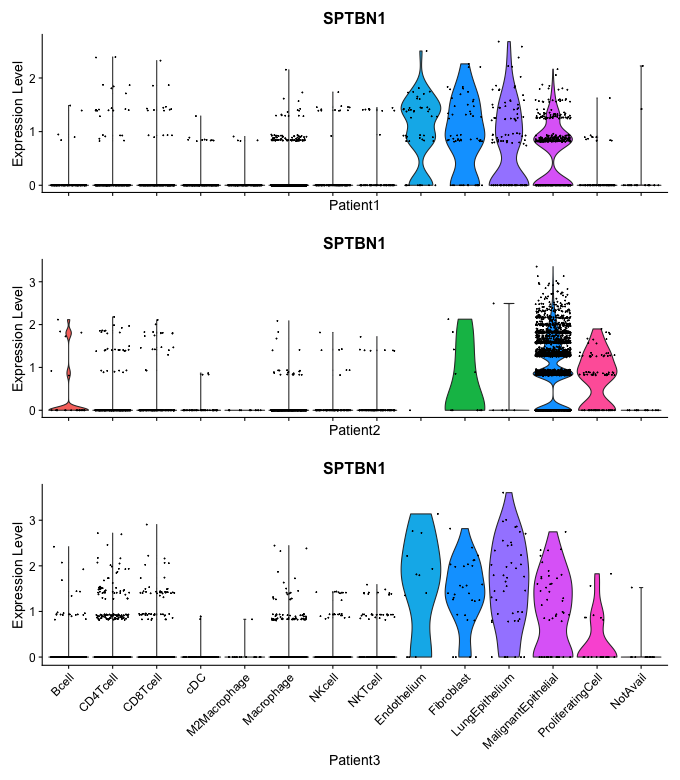 SPTBN1
Expression Level
2
1
0
Patient1
SPTBN1
Expression Level
3
2
1
0
Patient2
SPTBN1
Expression Level
3
2
1
0
Bcell
CD4Tcell
CD8Tcell
cDC
M2Macrophage
Macrophage
NKcell
NKTcell
Endothelium
Fibroblast
LungEpithelium
MalignantEpithelial
ProliferatingCell
NotAvail
Patient3